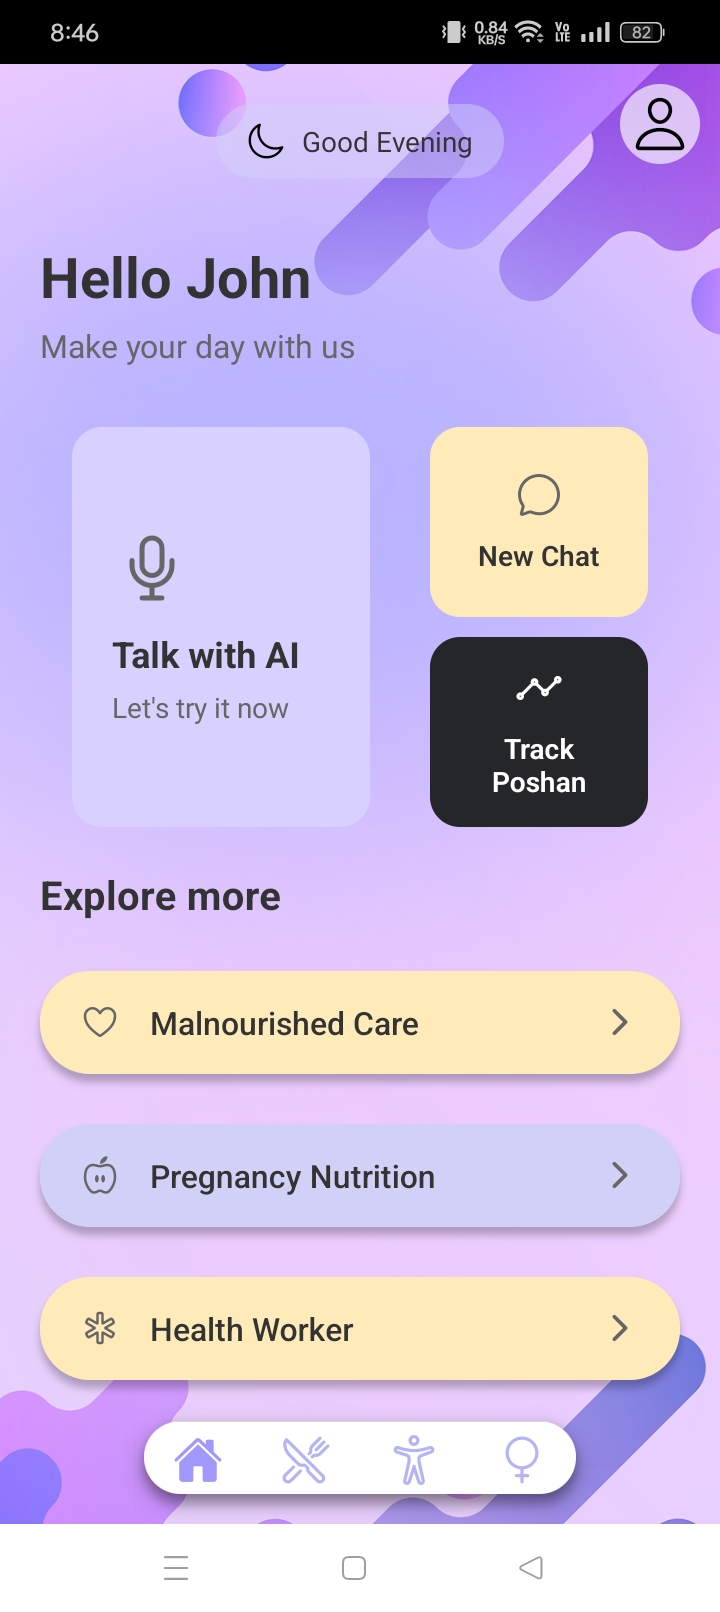 8:46
0.84
KB/S
Vo
LTE
82
Good Evening
Hello John
Make your day with us
Talk with AI
Let's try it now
New Chat
Track
Poshan
Explore more
Malnourished Care
Pregnancy Nutrition
Health Worker